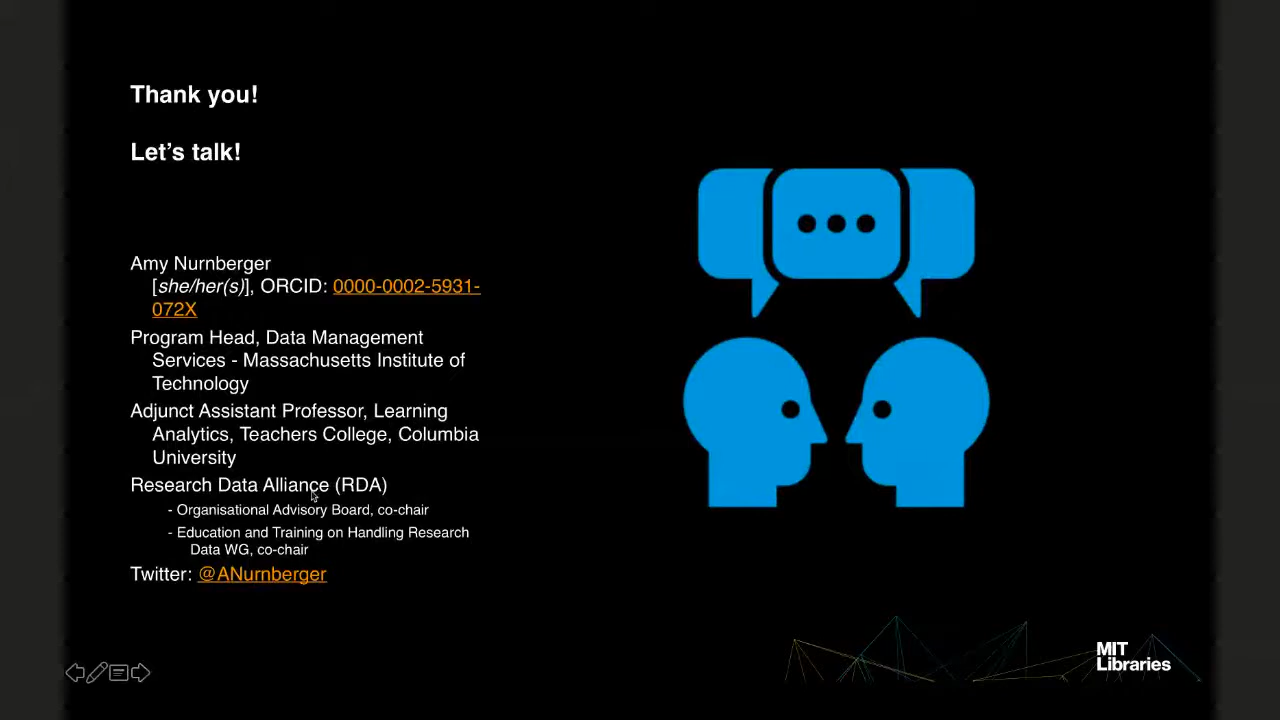 Thank you!
Let’s talk!
Amy Nurnberger
[she/her(s)], ORCID: 0000-0002-5931-
072X
Program Head, Data Management
Services - Massachusetts Institute of
Technology
Adjunct Assistant Professor, Learning
Analytics, Teachers College, Columbia
University
Research Data Alliance (RDA)
- Organisational Advisory Board, co-chair
- Education and Training on Handling Research
Data WG, co-chair
Twitter: @ANurnberger
MIT
Libraries